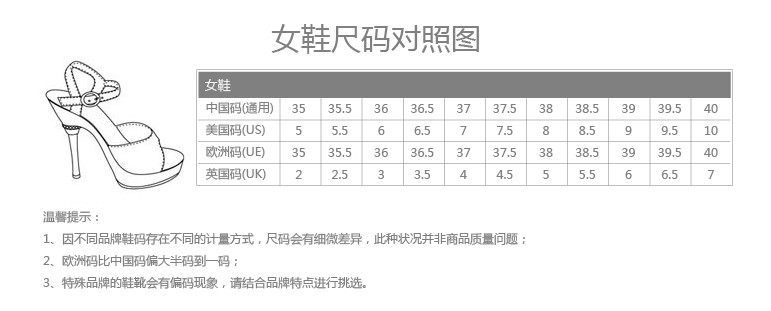 女鞋尺码对照图
女鞋
中国码(通用) 35 35.5 36 36.5 37 37.5 38 38.5 39 39.5 40
美国码(US) 5 5.5 6 6.5 7 7.5 8 8.5 9 9.5 10
欧洲码(UE) 35 35.5 36 36.5 37 37.5 38 38.5 39 39.5 40
英国码(UK) 2 2.5 3 3.5 4 4.5 5 5.5 6 6.5 7
温馨提示：
1、因不同品牌鞋码存在不同的计量方式，尺码会有细微差异，此种状况并非商品质量问题；
2、欧洲码比中国码偏大半码到一码；
3、特殊品牌的鞋靴会有偏码现象，请结合品牌特点进行挑选。